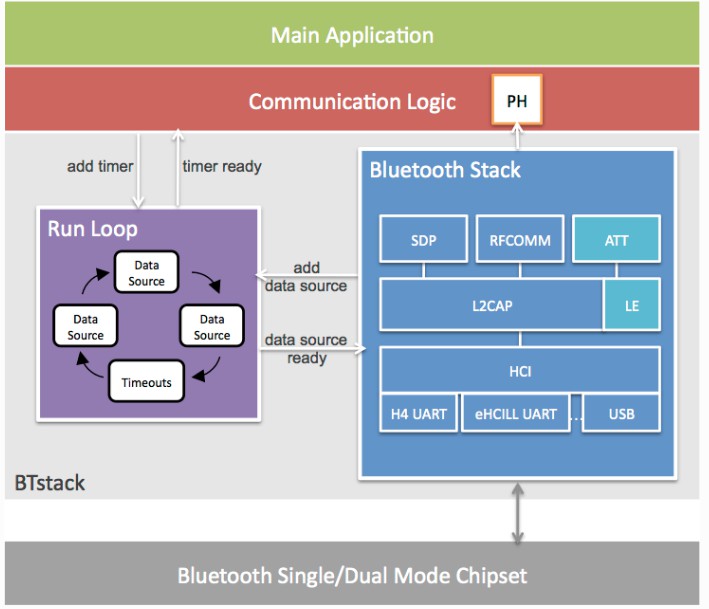 Main Application
Communication Logic
PH
add timer
timer ready
Bluetooth Stack
Run Loop
Data
Source
Data
Source
Data
Source
Timeouts
add
data source
data source
ready
SDP
RFCOMM
ATT
L2CAP
LE
HCI
H4 UART
eHCILL UART
...
USB
BTstack
Bluetooth Single/Dual Mode Chipset